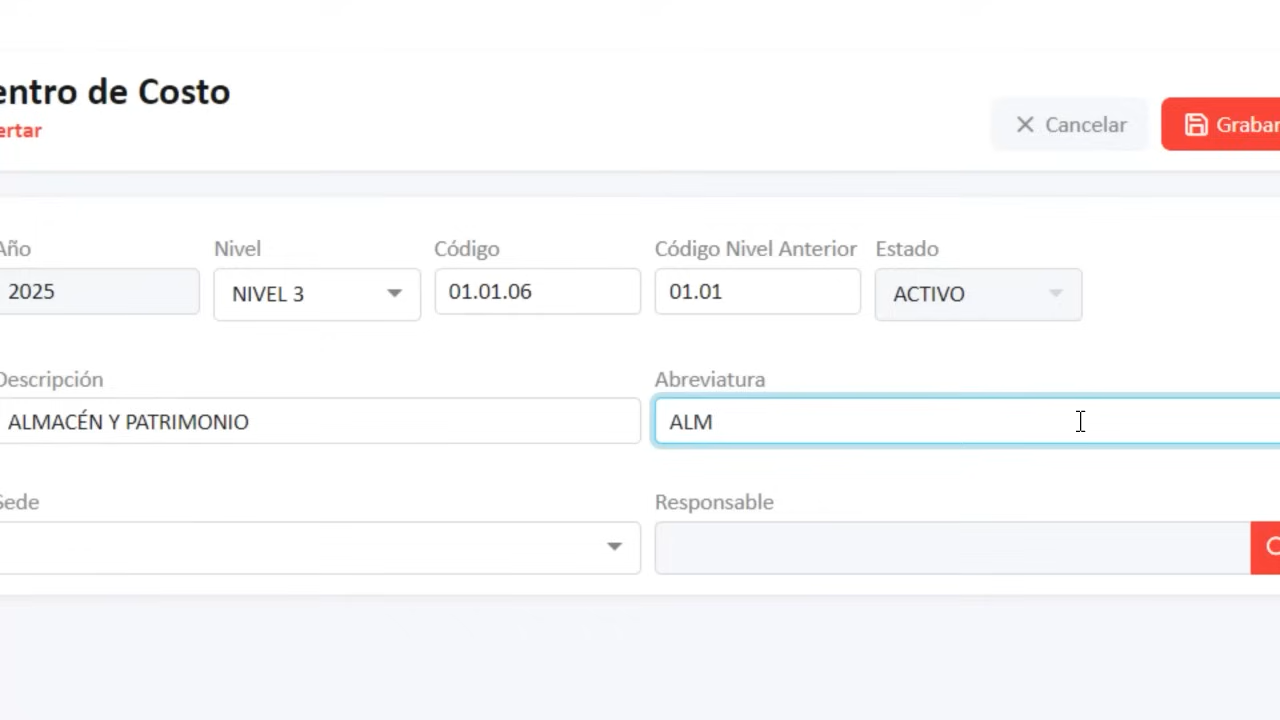 entro de Costo
ertar
Cancelar
Grabar
Año
Nivel
Código
Código Nivel Anterior
Estado
2025
NIVEL 3
01.01.06
01.01
ACTIVO
Descripción
Abreviatura
ALMACÉN Y PATRIMONIO
ALM
Sede
Responsable